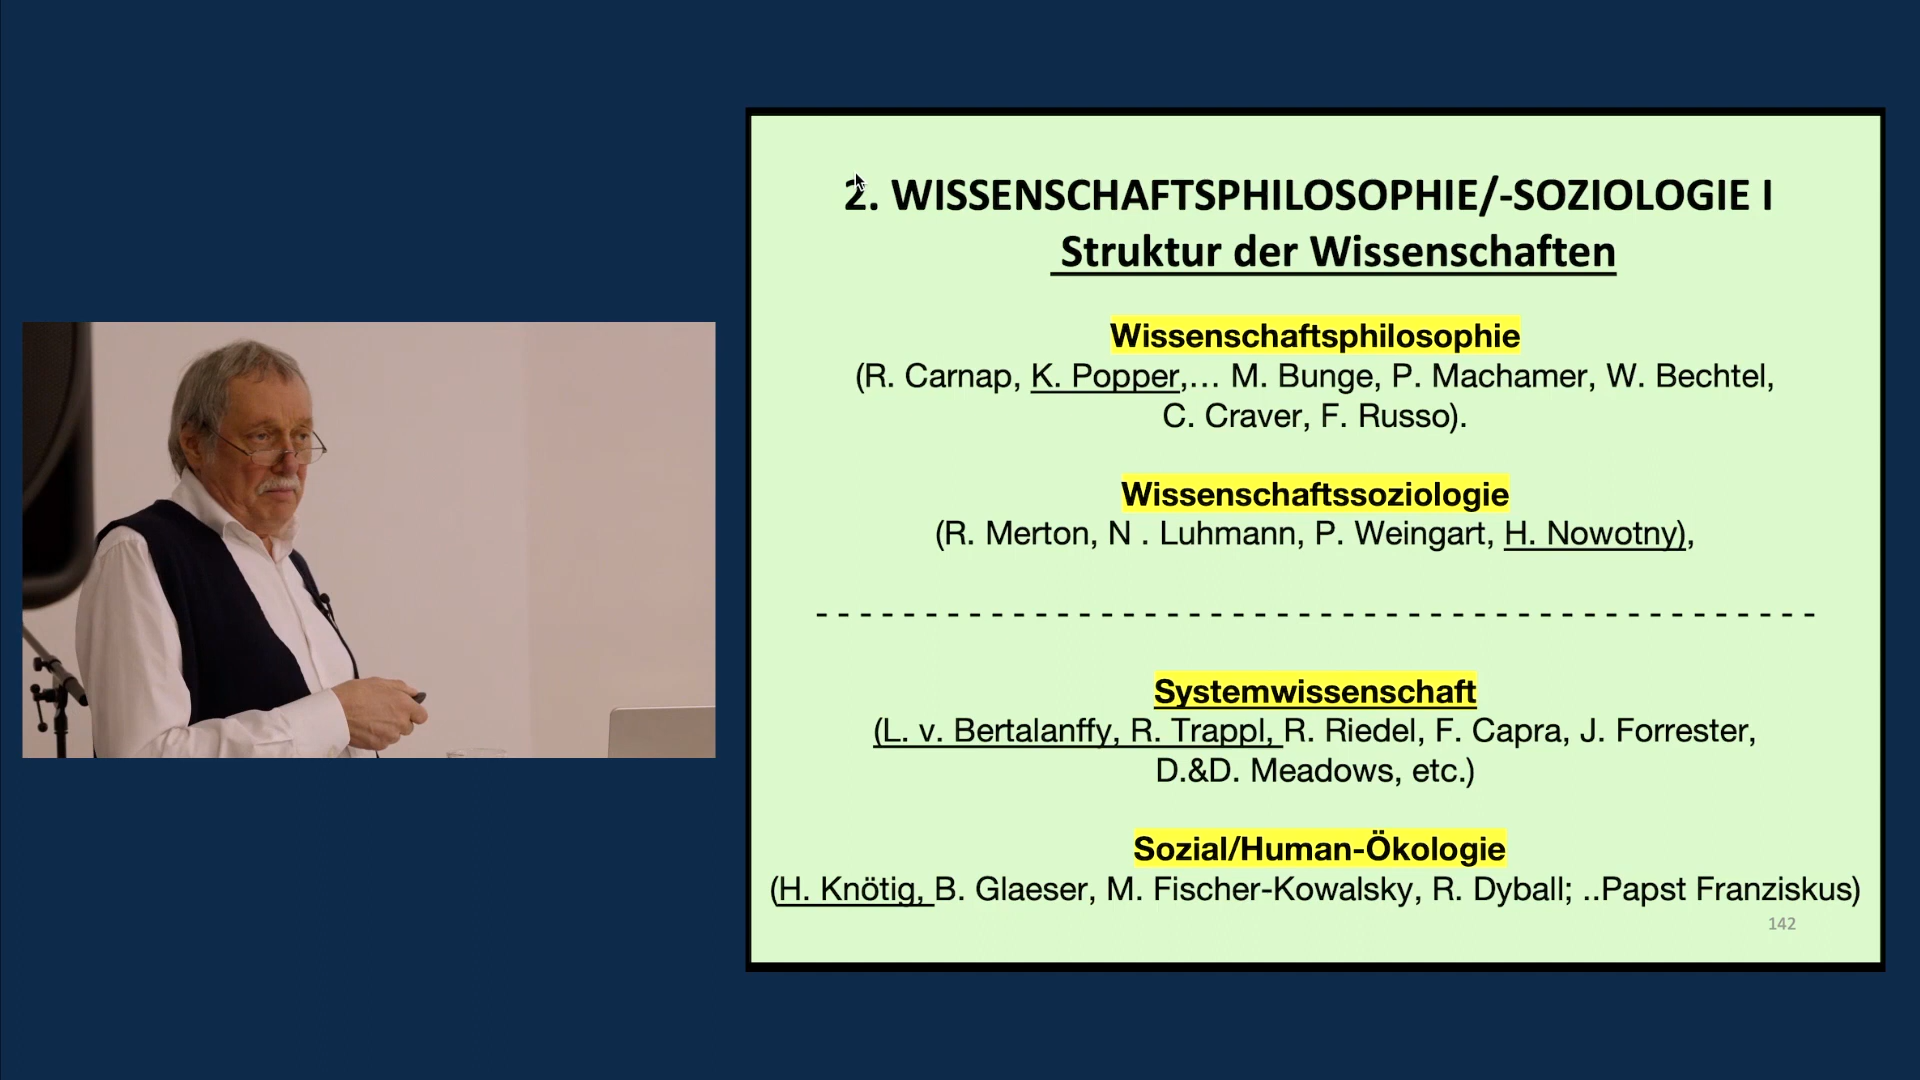 2. WISSENSCHAFTSPHILOSOPHIE/-SOZIOLOGIE I
Struktur der Wissenschaften
Wissenschaftsphilosophie
(R. Carnap, K. Popper,... M. Bunge, P. Machamer, W. Bechtel,
C. Craver, F. Russo).
Wissenschaftssoziologie
(R. Merton, N . Luhmann, P. Weingart, H. Nowotny),
- - - - - - - - - - - - - - - - - - - - - - - - - - - - - - - - - - - - - - - - - - - - - -
Systemwissenschaft
(L. v. Bertalanffy, R. Trappl, R. Riedel, F. Capra, J. Forrester,
D.&D. Meadows, etc.)
Sozial/Human-Ökologie
(H. Knötig, B. Glaeser, M. Fischer-Kowalsky, R. Dyball; ..Papst Franziskus)
142